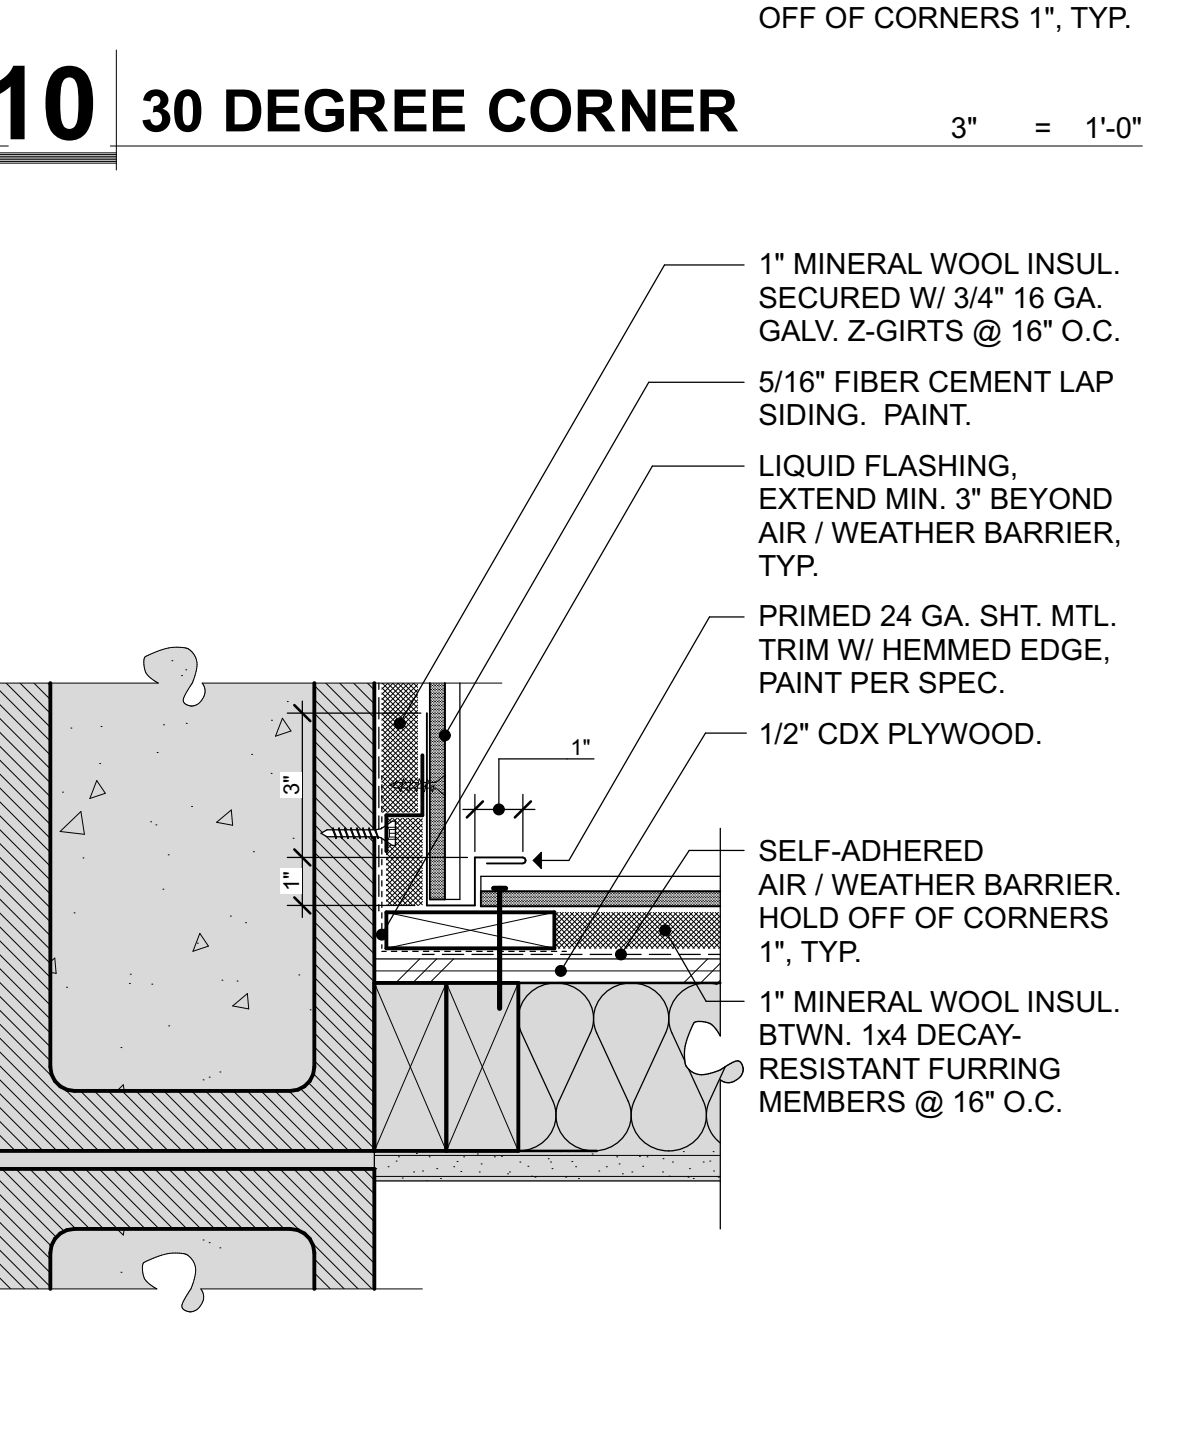 OFF OF CORNERS 1", TYP.
10
30 DEGREE CORNER
3" = 1'-0"
1" MINERAL WOOL INSUL.
SECURED W/ 3/4" 16 GA.
GALV. Z-GIRTS @ 16" O.C.
5/16" FIBER CEMENT LAP
SIDING. PAINT.
LIQUID FLASHING,
EXTEND MIN. 3" BEYOND
AIR / WEATHER BARRIER,
TYP.
PRIMED 24 GA. SHT. MTL.
TRIM W/ HEMMED EDGE,
PAINT PER SPEC.
1/2" CDX PLYWOOD.
1"
3"
1"
SELF-ADHERED
AIR / WEATHER BARRIER.
HOLD OFF OF CORNERS
1", TYP.
1" MINERAL WOOL INSUL.
BTWN. 1x4 DECAY-
RESISTANT FURRING
MEMBERS @ 16" O.C.